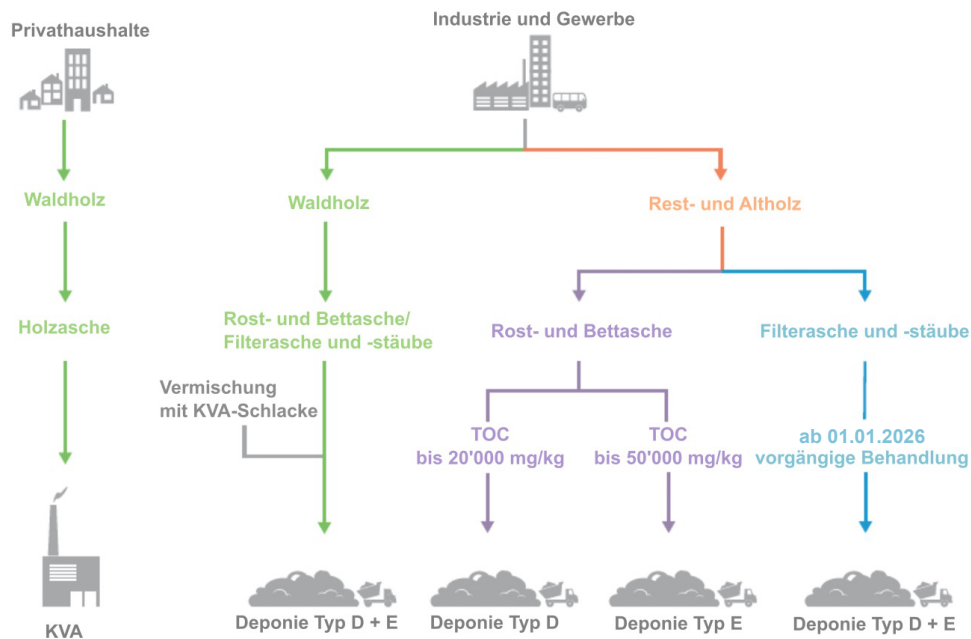 Privathaushalte
Industrie und Gewerbe
Waldholz
Waldholz
Rest- und Altholz
Holzasche
Rost- und Bettasche/
Filterasche und -stäube
Rost- und Bettasche
Filterasche und -stäube
Vermischung
mit KVA-Schlacke
TOC
bis 20'000 mg/kg
TOC
bis 50'000 mg/kg
ab 01.01.2026
vorgängige Behandlung
KVA
Deponie Typ D + E
Deponie Typ D
Deponie Typ E
Deponie Typ D + E